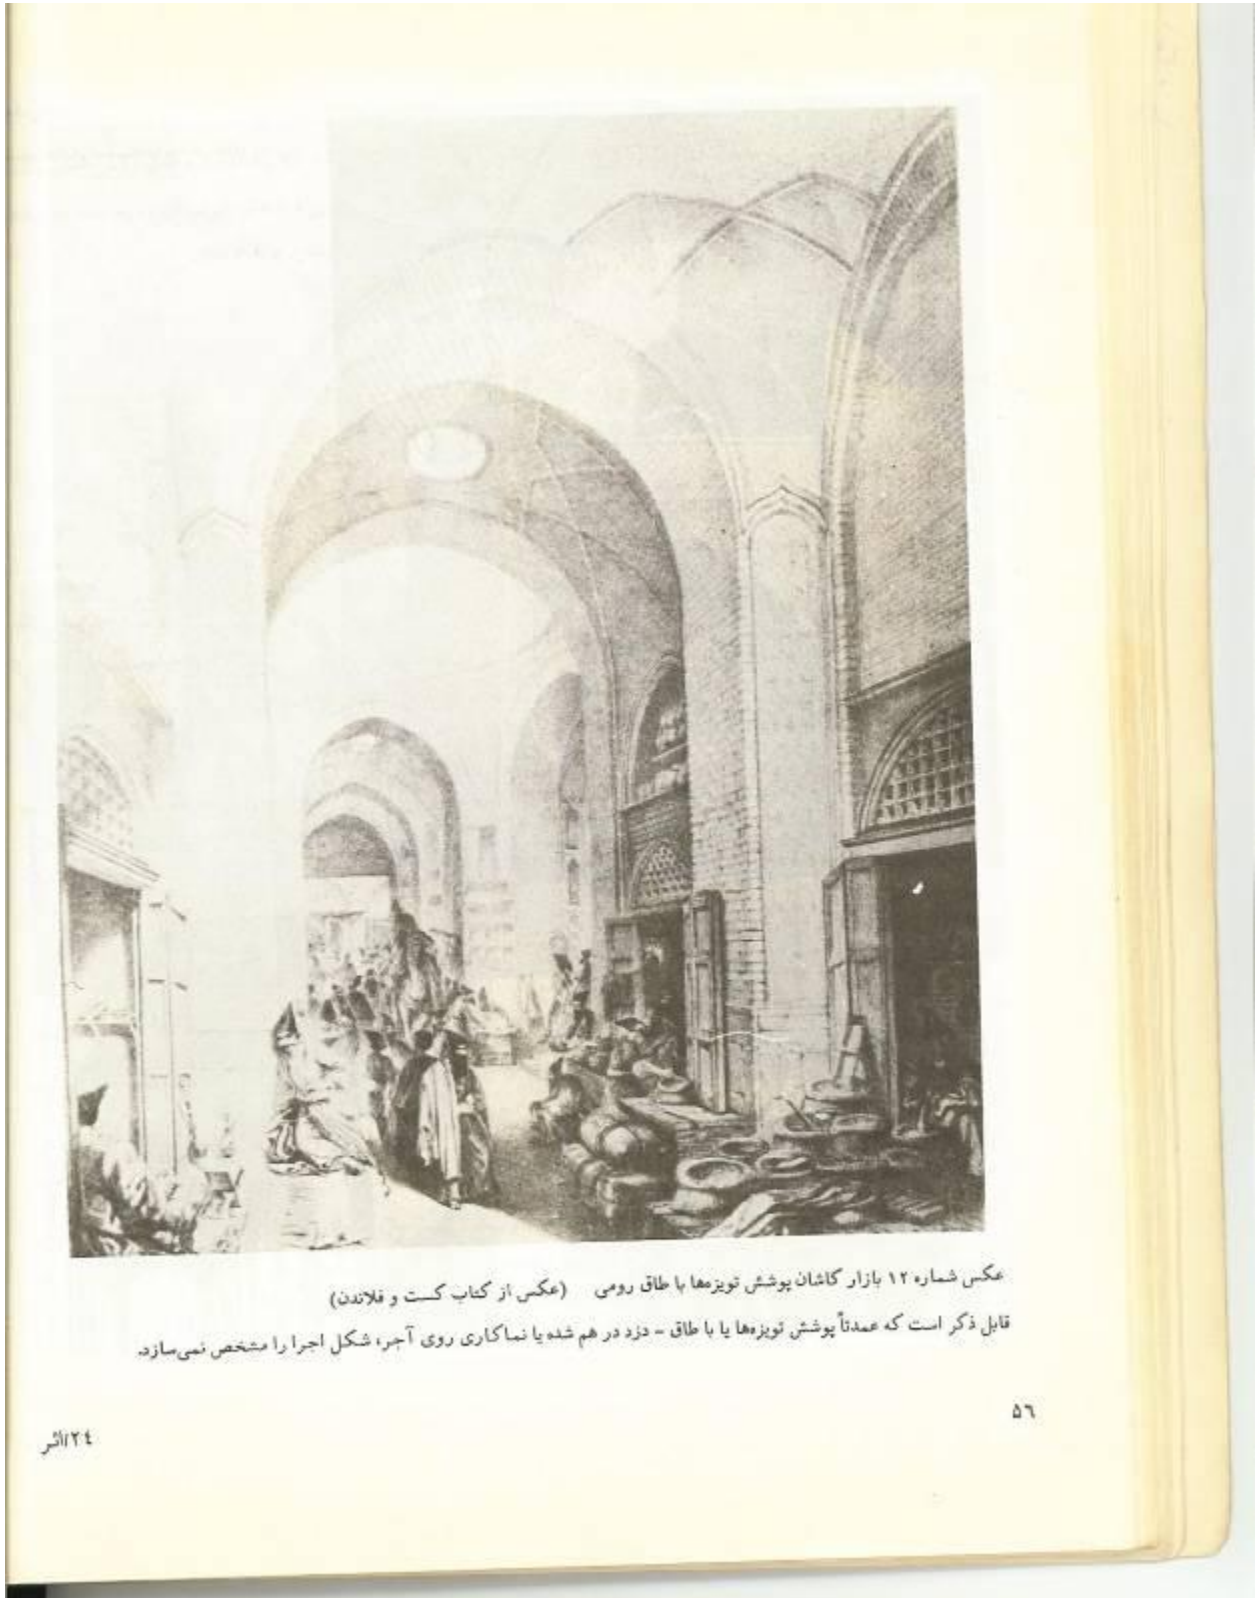 عکس شماره ۱۲ بازار کاشان پوشش تویزه‌ها با طاق رومی (عکس از کتاب کست و فلاندن)
قابل ذکر است که عمدتاً پوشش تویزه‌ها یا با طاق - دزد در هم شده یا نماکاری روی آجر، شکل اجرا را مشخص نمی‌سازد.
۵٦
۲٤/اثر